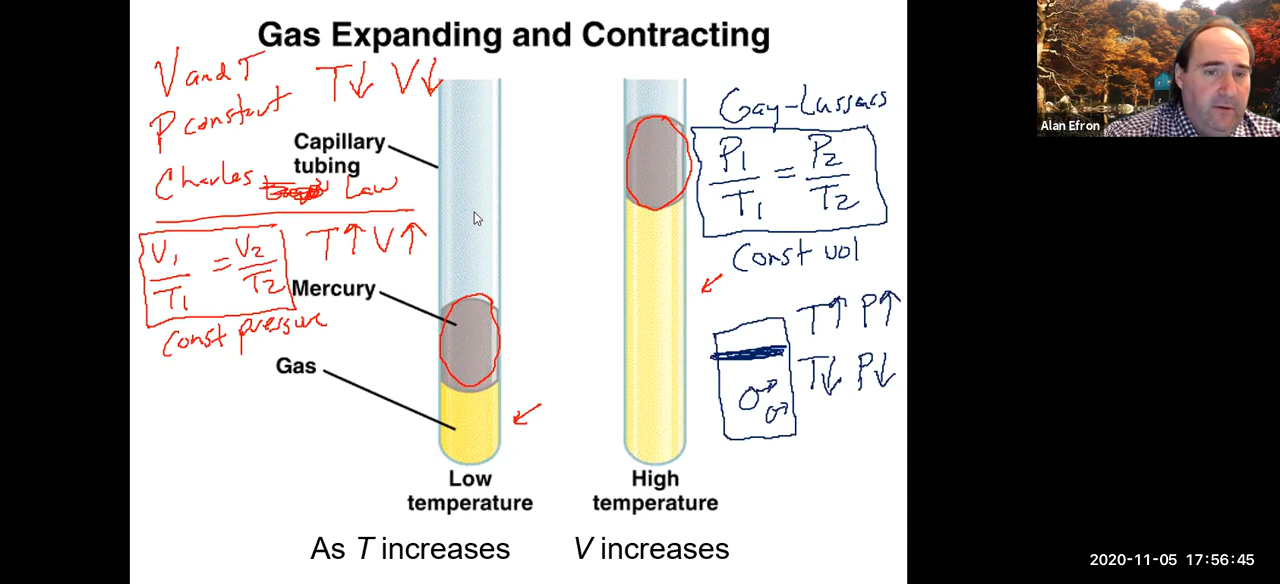 Gas Expanding and Contracting
V and T
P constant
T↓ V↓
Charles Law
V1/T1 = V2/T2
const pressure
T↑ V↑
Capillary
tubing
Mercury
Gas
Gay-Lussacs
P1/T1 = P2/T2
Const vol
T↑ P↑
T↓ P↓
Low
temperature
High
temperature
As T increases
V increases
Alan Efron
2020-11-05 17:56:45